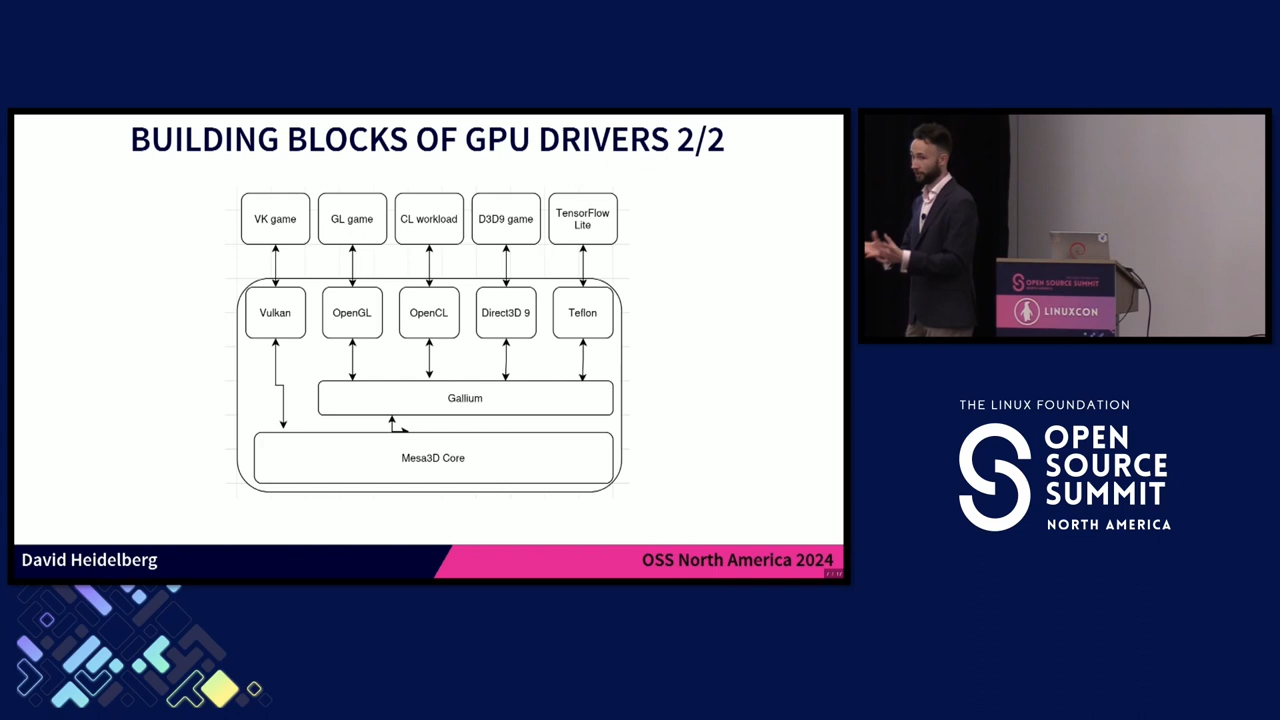 BUILDING BLOCKS OF GPU DRIVERS 2/2
VK game
GL game
CL workload
D3D9 game
TensorFlow
Lite
Vulkan
OpenGL
OpenCL
Direct3D 9
Teflon
Gallium
Mesa3D Core
David Heidelberg
OSS North America 2024
OPEN SOURCE SUMMIT
LINUXCON
THE LINUX FOUNDATION
OPEN
SOURCE
SUMMIT
NORTH AMERICA